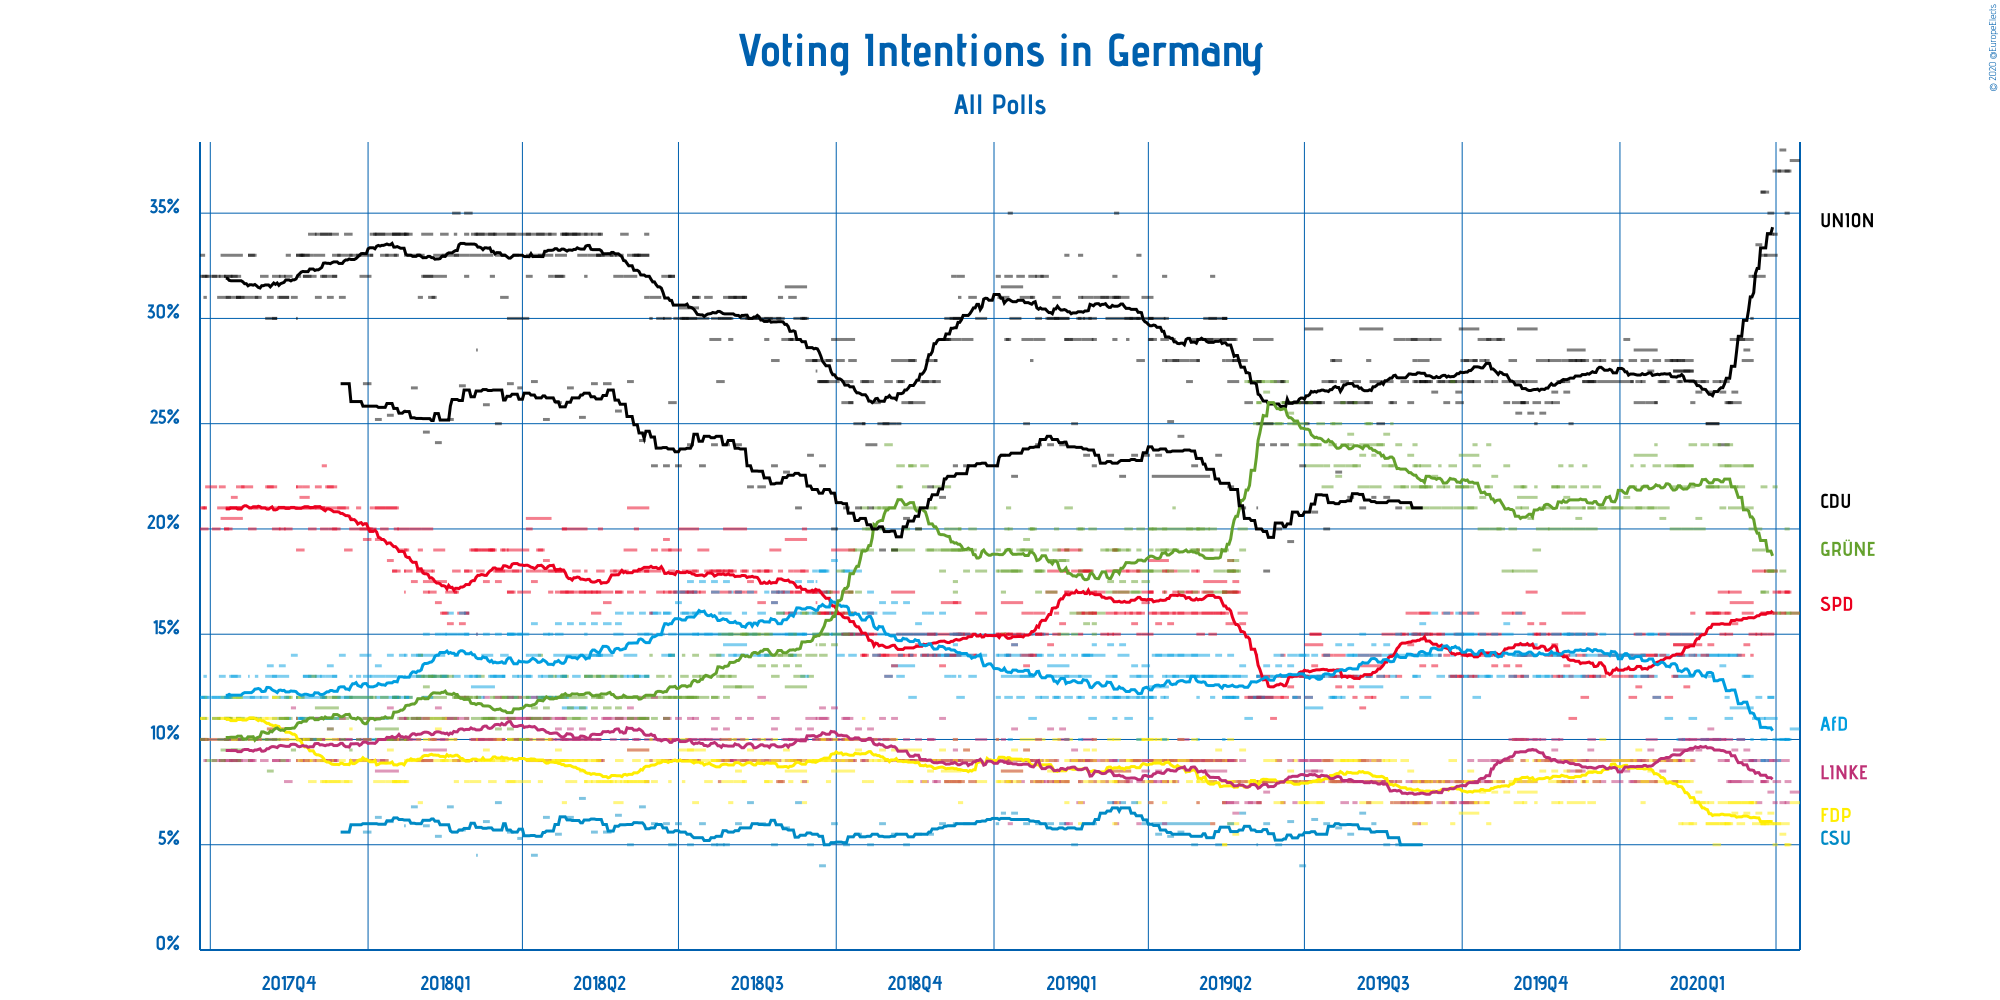 Voting Intentions in Germany
All Polls
© 2020 @EuropeElects
35%
30%
25%
20%
15%
10%
5%
0%
UNION
CDU
GRÜNE
SPD
AfD
LINKE
FDP
CSU
2017Q4 2018Q1 2018Q2 2018Q3 2018Q4 2019Q1 2019Q2 2019Q3 2019Q4 2020Q1